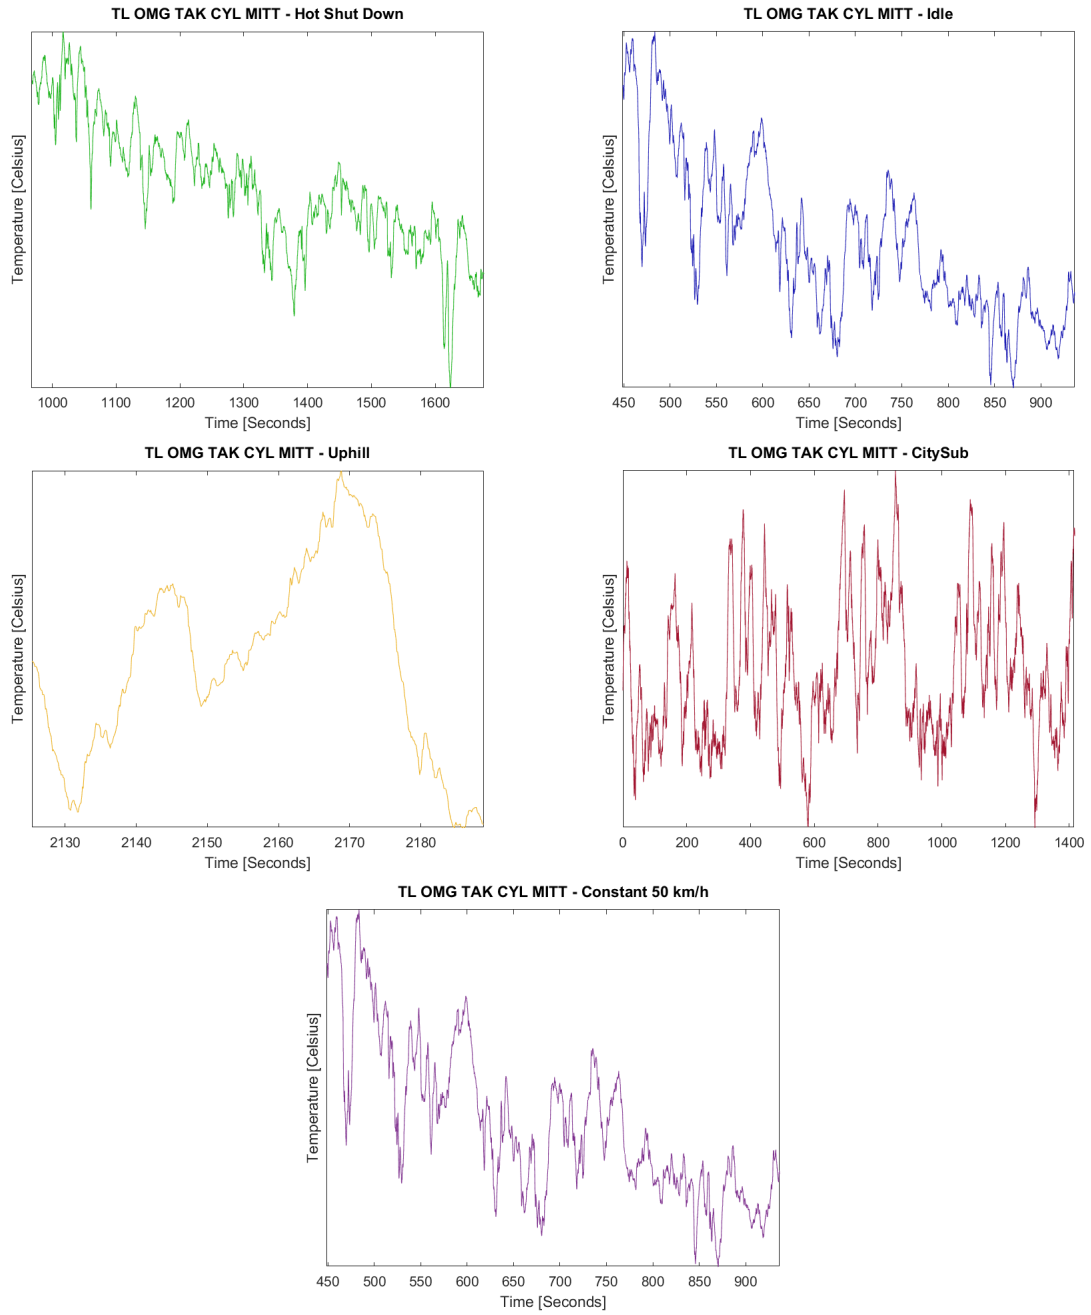 TL OMG TAK CYL MITT - Hot Shut Down
Temperature [Celsius]
1000 1100 1200 1300 1400 1500 1600
Time [Seconds]
TL OMG TAK CYL MITT - Idle
Temperature [Celsius]
450 500 550 600 650 700 750 800 850 900
Time [Seconds]
TL OMG TAK CYL MITT - Uphill
Temperature [Celsius]
2130 2140 2150 2160 2170 2180
Time [Seconds]
TL OMG TAK CYL MITT - CitySub
Temperature [Celsius]
0 200 400 600 800 1000 1200 1400
Time [Seconds]
TL OMG TAK CYL MITT - Constant 50 km/h
Temperature [Celsius]
450 500 550 600 650 700 750 800 850 900
Time [Seconds]